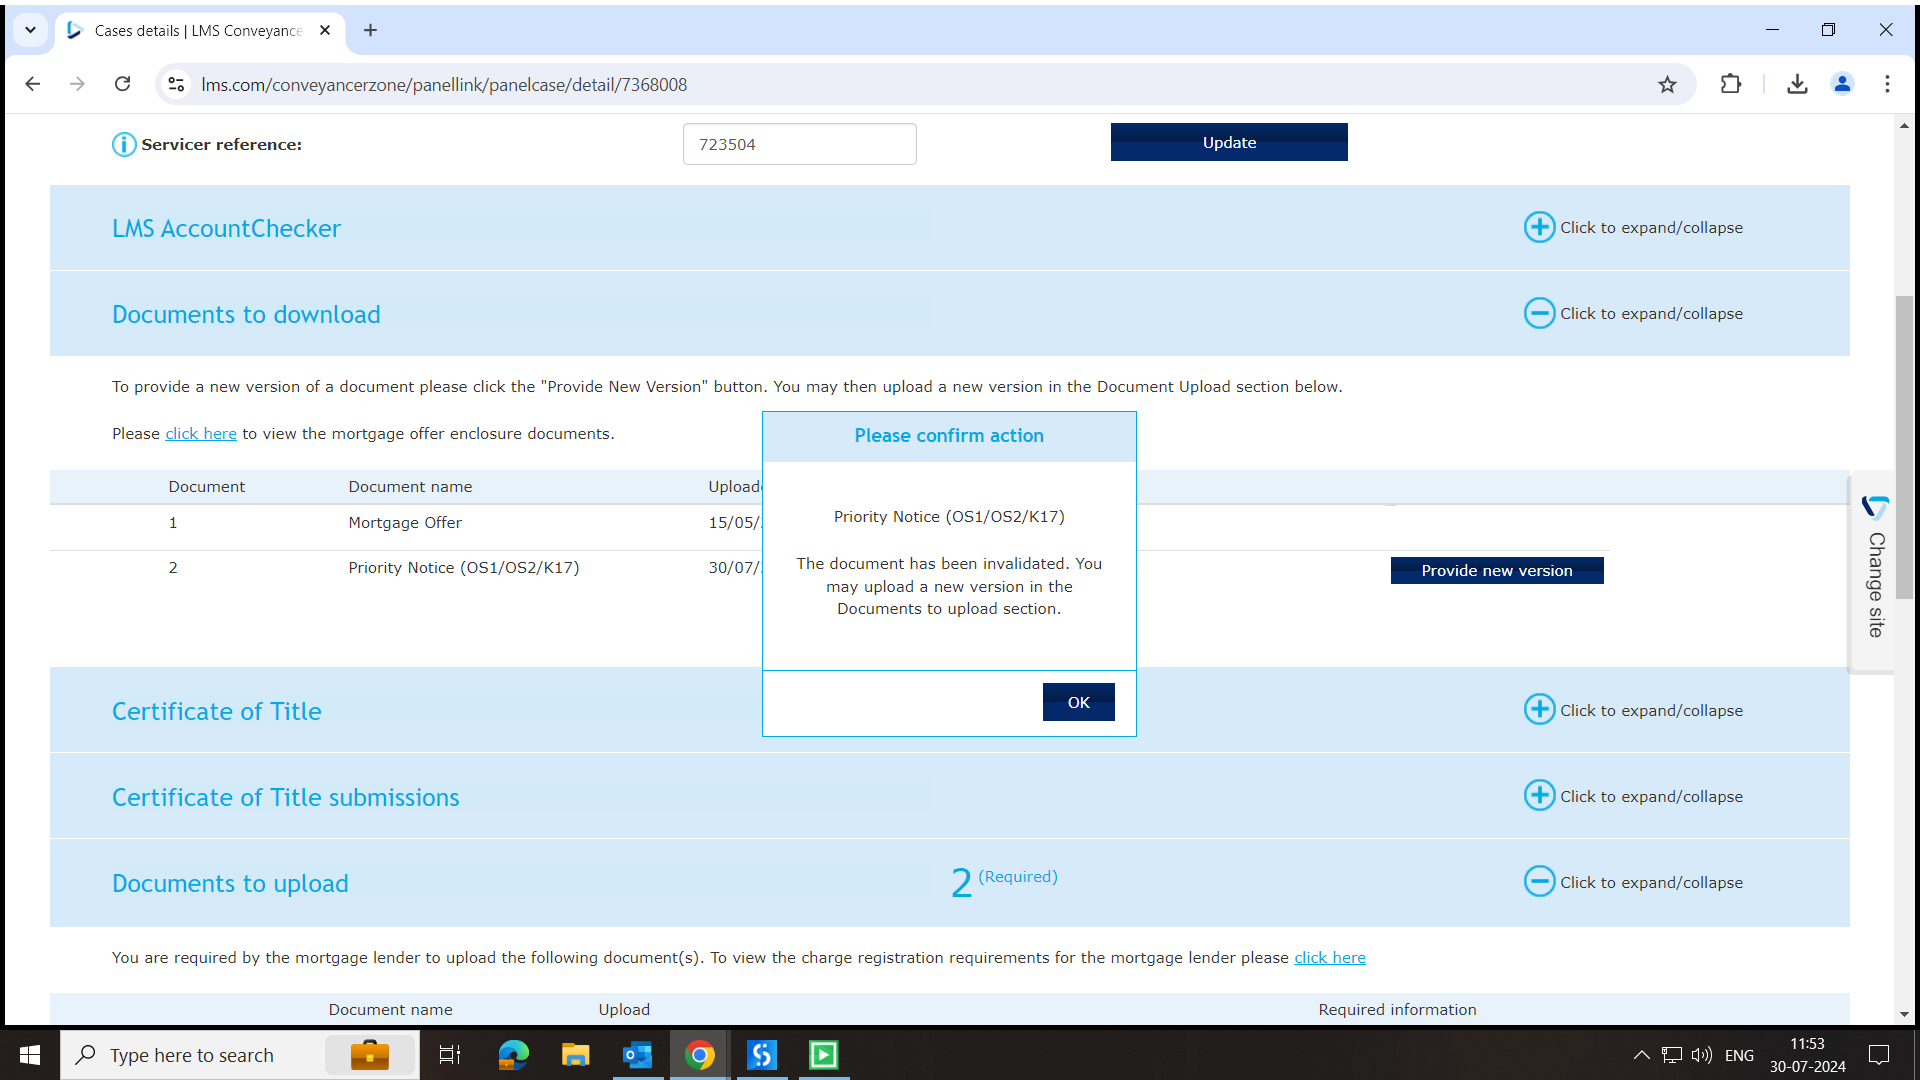 Cases details | LMS Conveyance
lms.com/conveyancerzone/panellink/panelcase/detail/7368008
Servicer reference:
723504
Update
LMS AccountChecker
Click to expand/collapse
Documents to download
Click to expand/collapse
To provide a new version of a document please click the "Provide New Version" button. You may then upload a new version in the Document Upload section below.
Please click here to view the mortgage offer enclosure documents.
Document
Document name
Upload
1
Mortgage Offer
15/05/
2
Priority Notice (OS1/OS2/K17)
30/07/
Provide new version
Please confirm action
Priority Notice (OS1/OS2/K17)
The document has been invalidated. You
may upload a new version in the
Documents to upload section.
OK
Change site
Certificate of Title
Click to expand/collapse
Certificate of Title submissions
Click to expand/collapse
Documents to upload
2 (Required)
Click to expand/collapse
You are required by the mortgage lender to upload the following document(s). To view the charge registration requirements for the mortgage lender please click here
Document name
Upload
Required information
Type here to search
ENG
11:53
30-07-2024